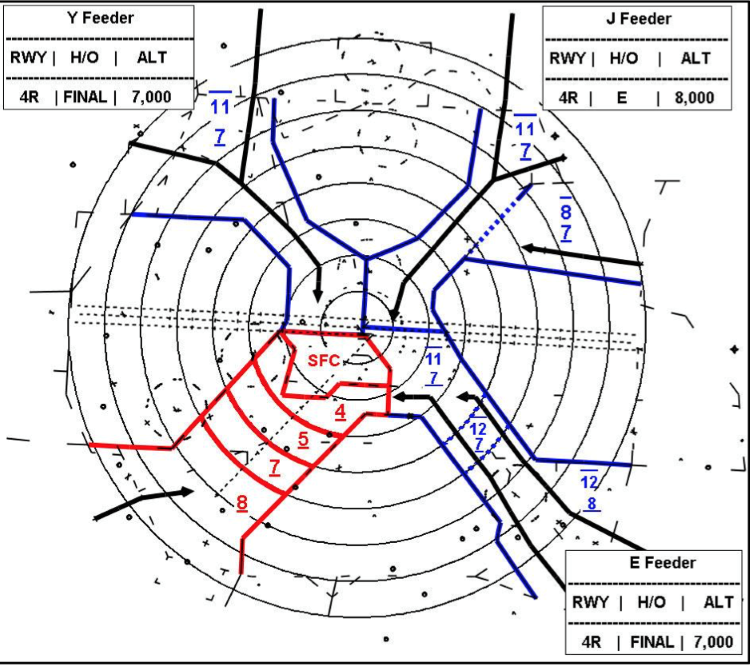 Y Feeder
RWY | H/O | ALT
4R | FINAL | 7,000
J Feeder
RWY | H/O | ALT
4R | E | 8,000
11
7
11
7
8
7
SFC
11
7
4
12
7
5
7
12
8
8
E Feeder
RWY | H/O | ALT
4R | FINAL | 7,000